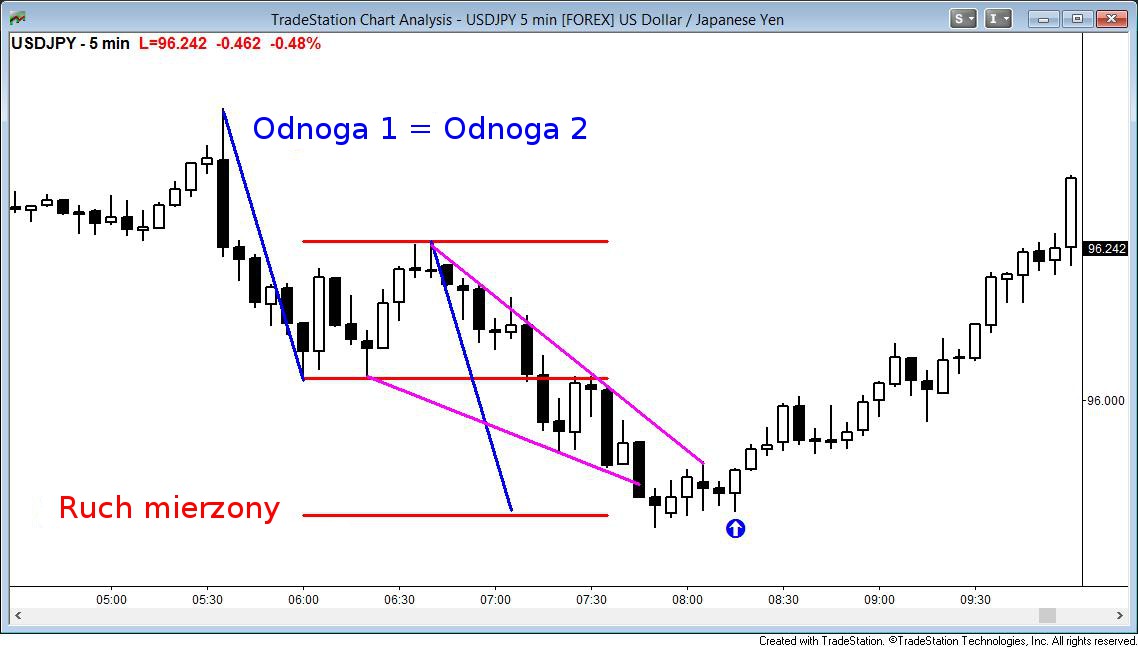 TradeStation Chart Analysis - USDJPY 5 min [FOREX] US Dollar / Japanese Yen
S
I
USDJPY - 5 min L=96.242 -0.462 -0.48%
Odnoga 1 = Odnoga 2
96.242
96.000
Ruch mierzony
05:00 05:30 06:00 06:30 07:00 07:30 08:00 08:30 09:00 09:30
Created with TradeStation. ©TradeStation Technologies, Inc. All rights reserved.